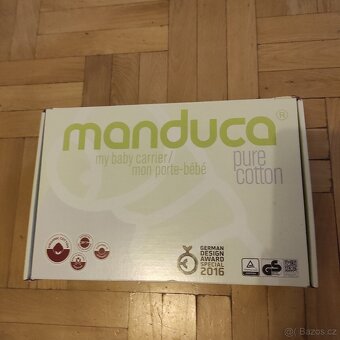 manduca®
my baby carrier/
mon porte-bébé
pure
cotton
GERMAN
DESIGN
AWARD
SPECIAL
2016
Bazos.cz